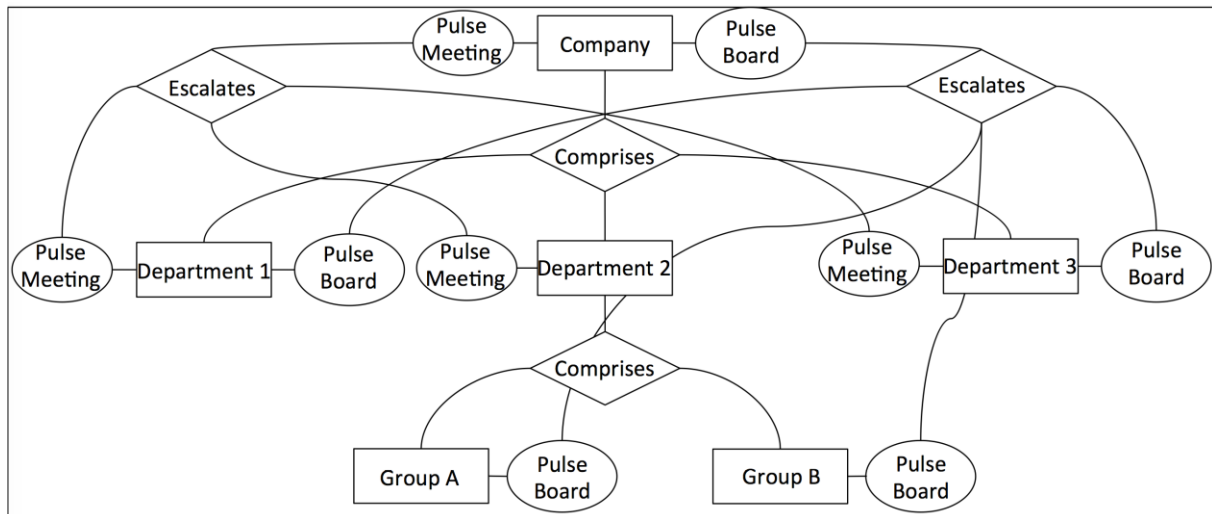 Pulse
Meeting
Company
Pulse
Board
Escalates
Escalates
Comprises
Pulse
Meeting
Department 1
Pulse
Board
Pulse
Meeting
Department 2
Pulse
Meeting
Department 3
Pulse
Board
Comprises
Group A
Pulse
Board
Group B
Pulse
Board